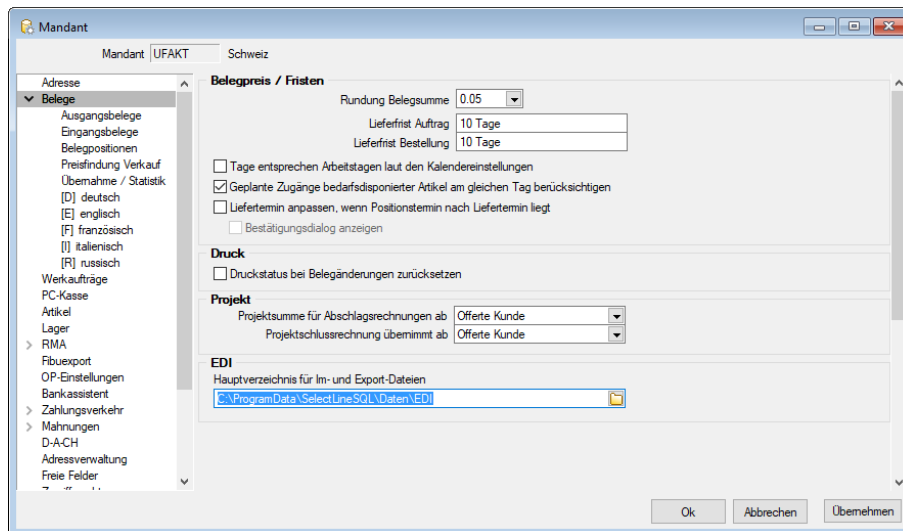 Mandant
Mandant UFAKT Schweiz
Adresse
Belege
Ausgangsbelege
Eingangsbelege
Belegpositionen
Preisfindung Verkauf
Übernahme / Statistik
[D] deutsch
[E] englisch
[F] französisch
[I] italienisch
[R] russisch
Werkaufträge
PC-Kasse
Artikel
Lager
RMA
Fibuexport
OP-Einstellungen
Bankassistent
Zahlungsverkehr
Mahnungen
D-A-CH
Adressverwaltung
Freie Felder
Belegpreis / Fristen
Rundung Belegsumme 0.05
Lieferfrist Auftrag 10 Tage
Lieferfrist Bestellung 10 Tage
Tage entsprechen Arbeitstagen laut den Kalendereinstellungen
Geplante Zugänge bedarfsdisponierter Artikel am gleichen Tag berücksichtigen
Liefertermin anpassen, wenn Positionstermin nach Liefertermin liegt
Bestätigungsdialog anzeigen
Druck
Druckstatus bei Belegänderungen zurücksetzen
Projekt
Projektsumme für Abschlagsrechnungen ab Offerte Kunde
Projektschlussrechnung übernimmt ab Offerte Kunde
EDI
Hauptverzeichnis für Im- und Export-Dateien
C:\ProgramData\SelectLineSQL\Daten\EDI
Ok Abbrechen Übernehmen